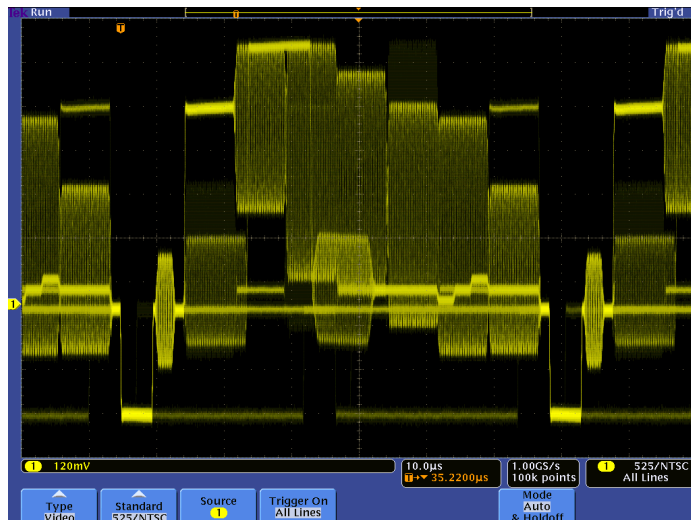 Tek Run Trig'd
T
T
1
1 120mV 10.0µs 1.00GS/s 1 525/NTSC
T→▼ 35.2200µs 100k points All Lines
Type Standard Source Trigger On Mode
Video 525/NTSC 1 All Lines Auto
& Holdoff